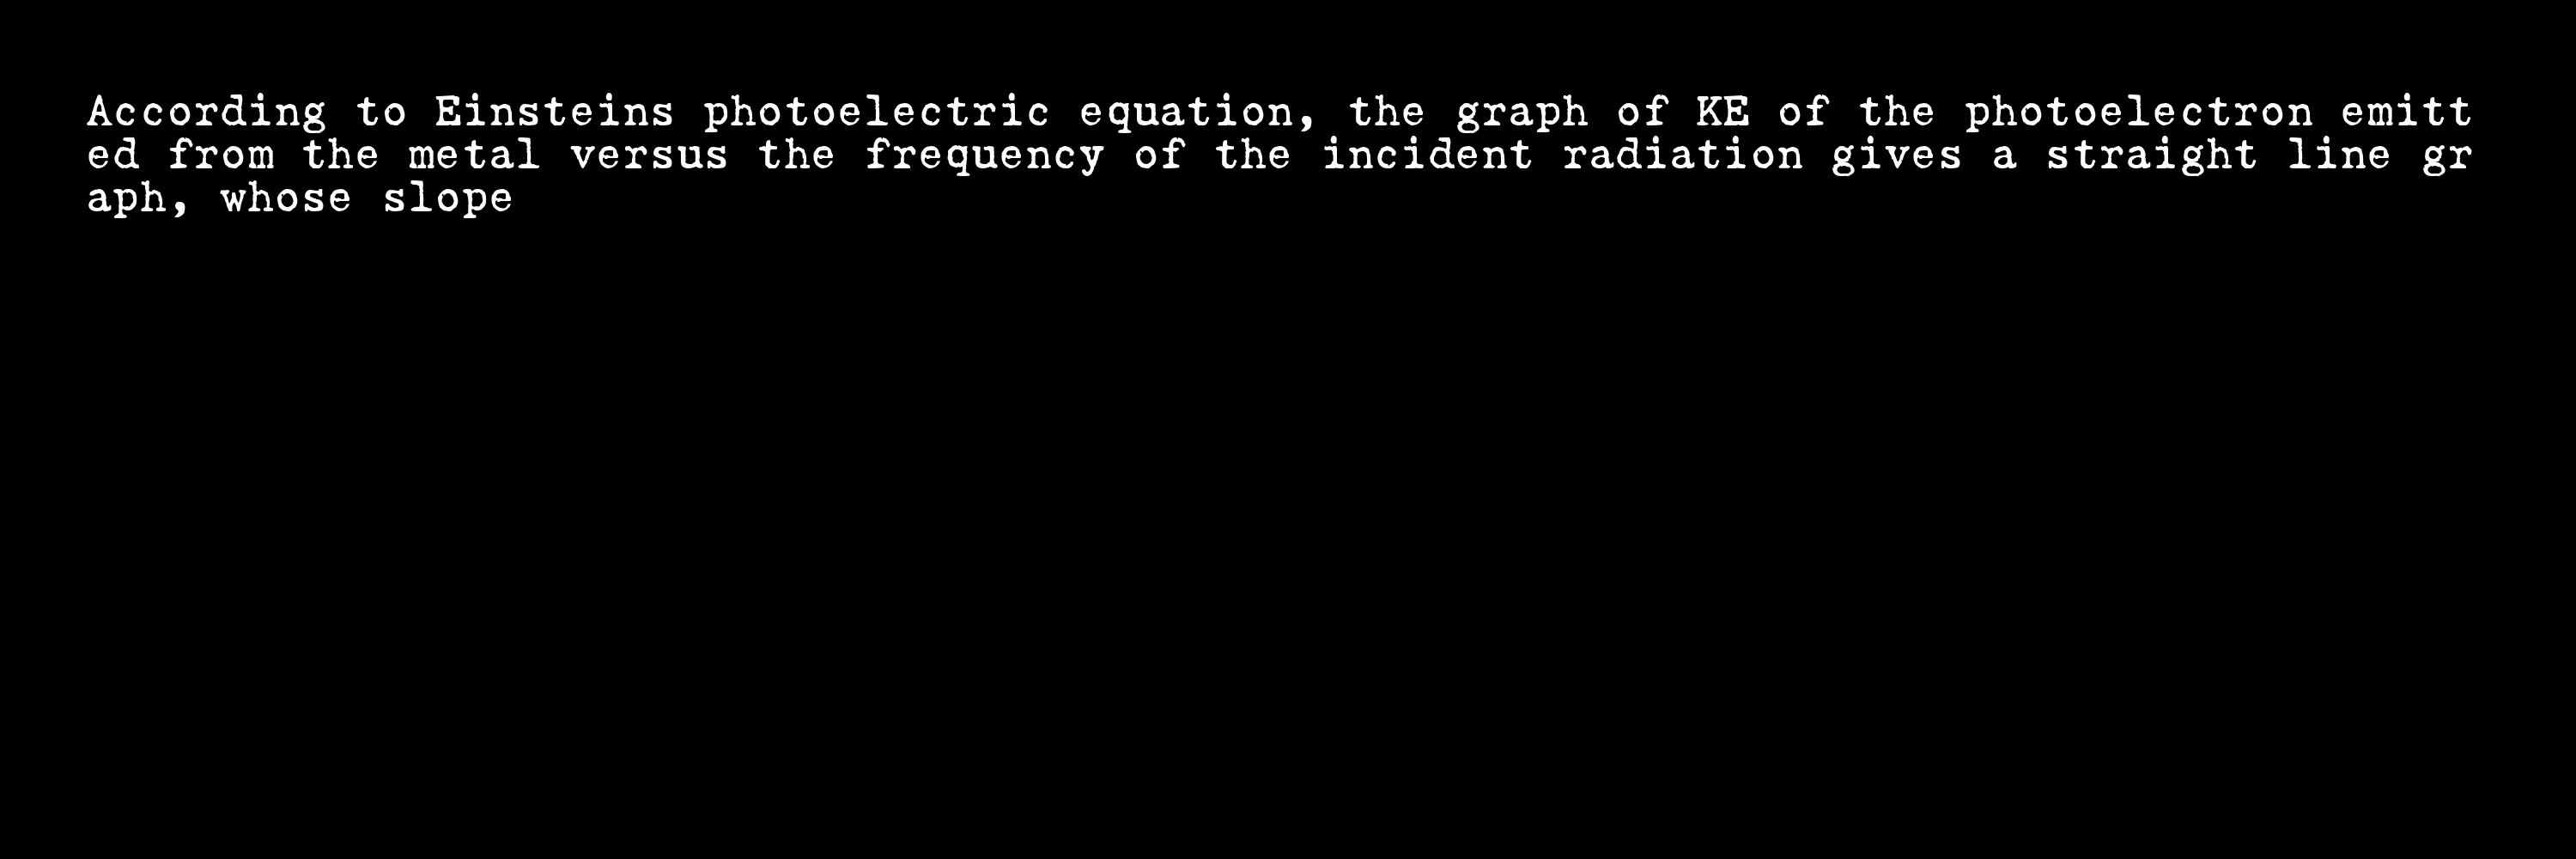 According to Einsteins photoelectric equation, the graph of KE of the photoelectron emitt
ed from the metal versus the frequency of the incident radiation gives a straight line gr
aph, whose slope